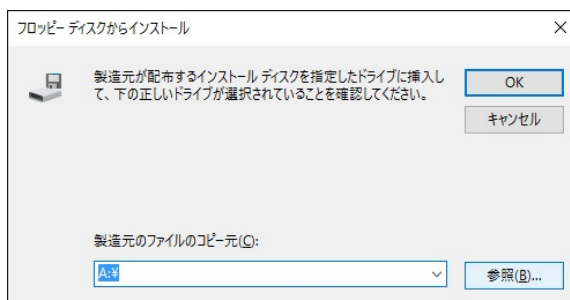 フロッピー ディスクからインストール
製造元が配布するインストール ディスクを指定したドライブに挿入し
て、下の正しいドライブが選択されていることを確認してください。
OK
キャンセル
製造元のファイルのコピー元(C):
A:¥
参照(B)...